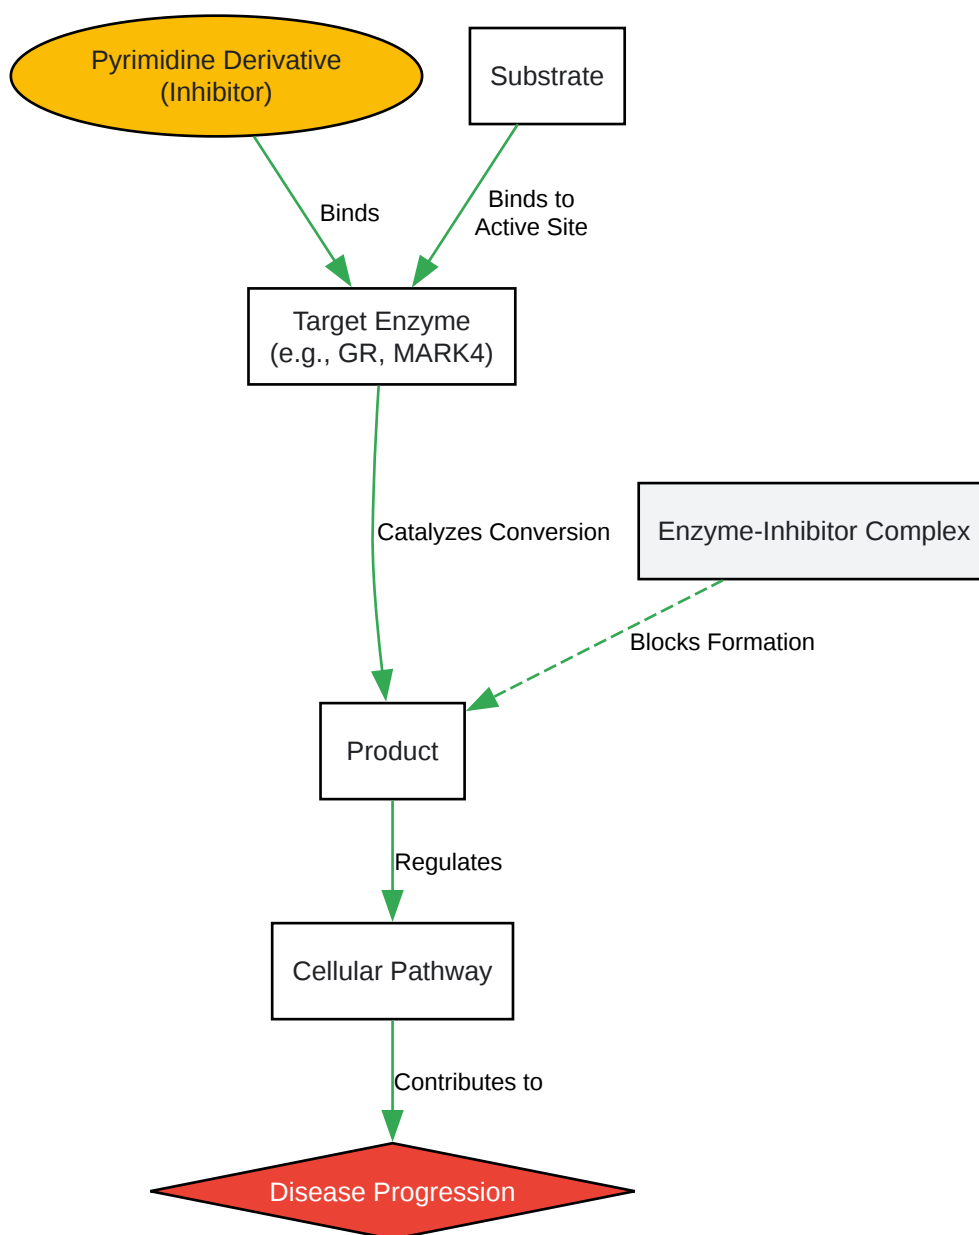 Pyrimidine Derivative
(Inhibitor)
Substrate
Binds
Binds to
Active Site
Target Enzyme
(e.g., GR, MARK4)
Catalyzes Conversion
Enzyme-Inhibitor Complex
Blocks Formation
Product
Regulates
Cellular Pathway
Contributes to
Disease Progression